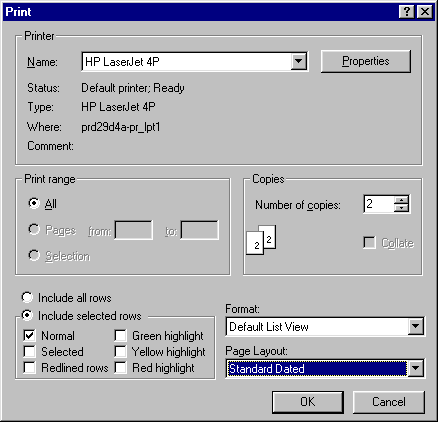 Print
Printer
Name: HP LaserJet 4P Properties
Status: Default printer; Ready
Type: HP LaserJet 4P
Where: prd29d4a-pr_lpt1
Comment:
Print range
All
Pages from: to:
Selection
Copies
Number of copies: 2
2 2
Collate
Include all rows
Include selected rows
Normal Green highlight
Selected Yellow highlight
Redlined rows Red highlight
Format:
Default List View
Page Layout:
Standard Dated
OK Cancel